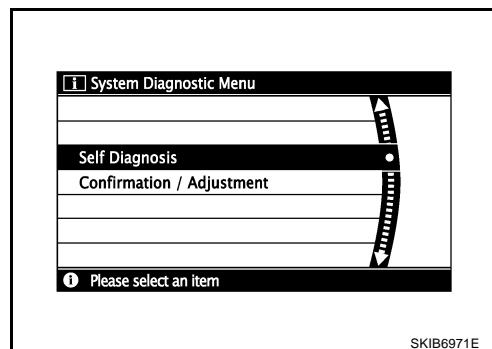 i System Diagnostic Menu
Self Diagnosis
Confirmation / Adjustment
i Please select an item
SKIB6971E